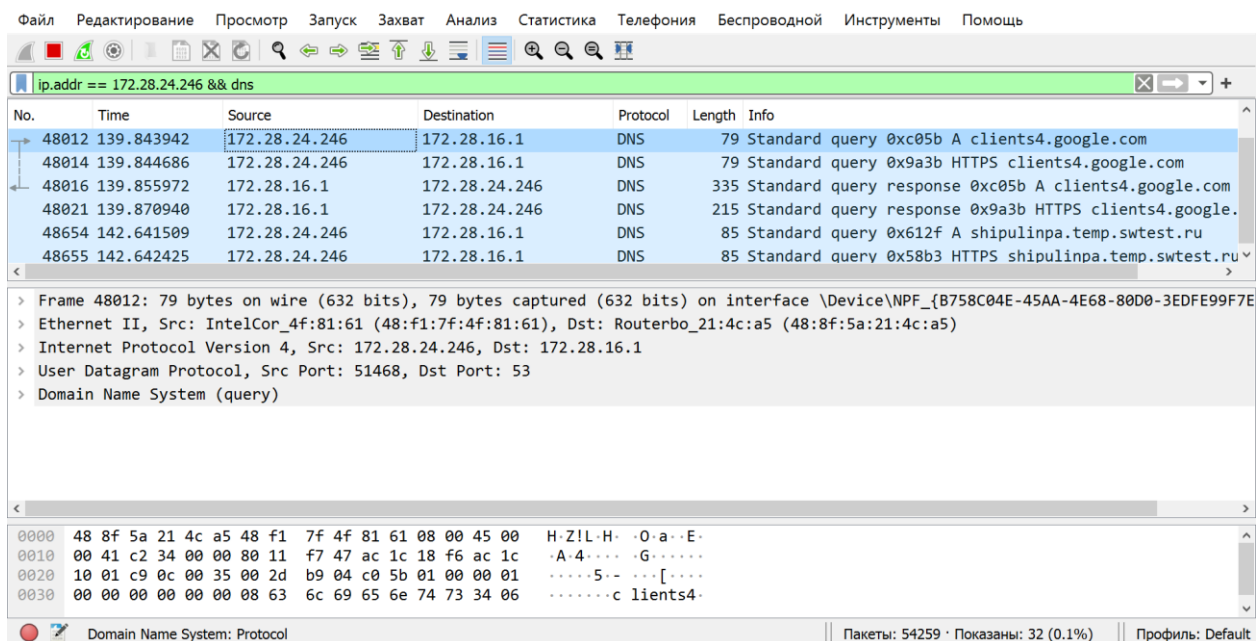 Файл Редактирование Просмотр Запуск Захват Анализ Статистика Телефония Беспроводной Инструменты Помощь
ip.addr == 172.28.24.246 && dns
No. Time Source Destination Protocol Length Info
48012 139.843942 172.28.24.246 172.28.16.1 DNS 79 Standard query 0xc05b A clients4.google.com
48014 139.844686 172.28.24.246 172.28.16.1 DNS 79 Standard query 0x9a3b HTTPS clients4.google.com
48016 139.855972 172.28.16.1 172.28.24.246 DNS 335 Standard query response 0xc05b A clients4.google.com
48021 139.870940 172.28.16.1 172.28.24.246 DNS 215 Standard query response 0x9a3b HTTPS clients4.google.
48654 142.641509 172.28.24.246 172.28.16.1 DNS 85 Standard query 0x612f A shipulinpa.temp.swtest.ru
48655 142.642425 172.28.24.246 172.28.16.1 DNS 85 Standard query 0x58b3 HTTPS shipulinpa.temp.swtest.ru
> Frame 48012: 79 bytes on wire (632 bits), 79 bytes captured (632 bits) on interface \Device\NPF_{B758C04E-45AA-4E68-80D0-3EDFE99F7E
> Ethernet II, Src: IntelCor_4f:81:61 (48:f1:7f:4f:81:61), Dst: Routerbo_21:4c:a5 (48:8f:5a:21:4c:a5)
> Internet Protocol Version 4, Src: 172.28.24.246, Dst: 172.28.16.1
> User Datagram Protocol, Src Port: 51468, Dst Port: 53
> Domain Name System (query)
0000 48 8f 5a 21 4c a5 48 f1 7f 4f 81 61 08 00 45 00 H·Z!L·H· ·O·a··E·
0010 00 41 c2 34 00 00 80 11 f7 47 ac 1c 18 f6 ac 1c ·A·4···· ·G······
0020 10 01 c9 0c 00 35 00 2d b9 04 c0 5b 01 00 00 01 ·····5·- ···[····
0030 00 00 00 00 00 00 08 63 6c 69 65 6e 74 73 34 06 ·······c lients4·
Domain Name System: Protocol Пакеты: 54259 · Показаны: 32 (0.1%) Профиль: Default